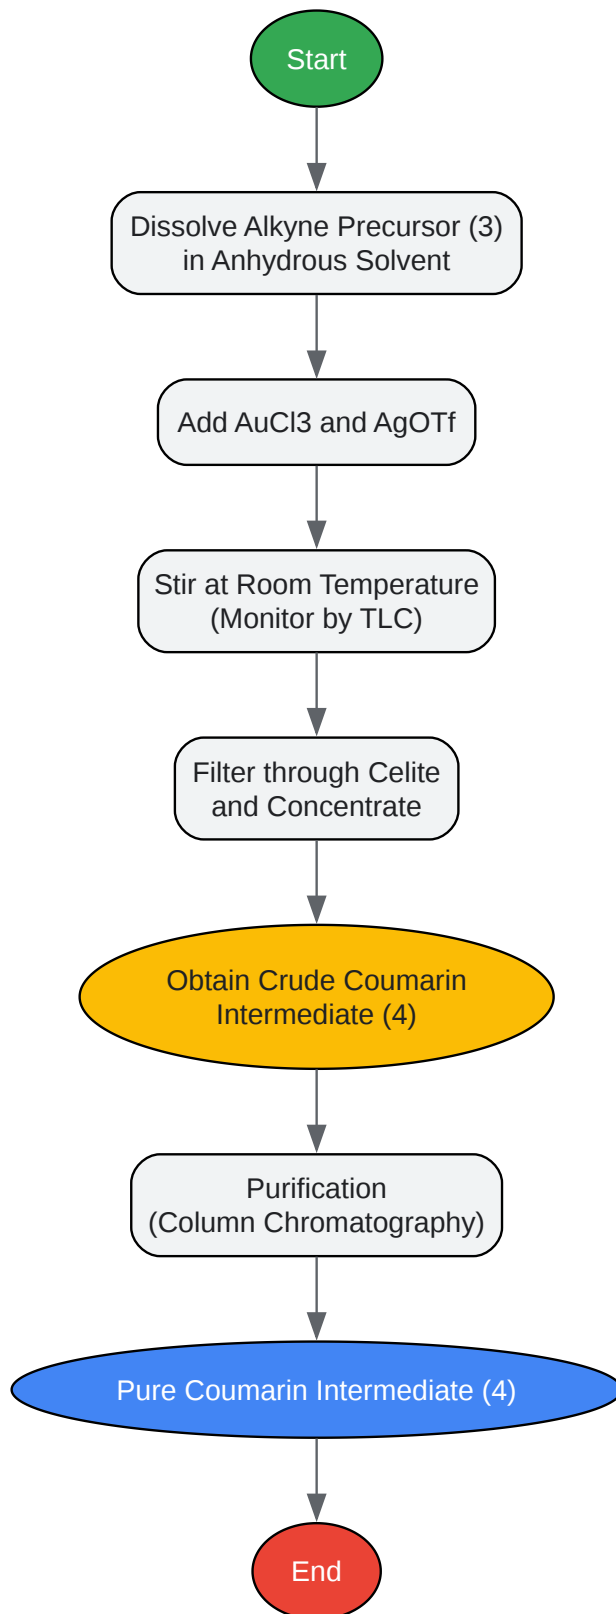 Start
Dissolve Alkyne Precursor (3)
in Anhydrous Solvent
Add AuCl3 and AgOTf
Stir at Room Temperature
(Monitor by TLC)
Filter through Celite
and Concentrate
Obtain Crude Coumarin
Intermediate (4)
Purification
(Column Chromatography)
Pure Coumarin Intermediate (4)
End